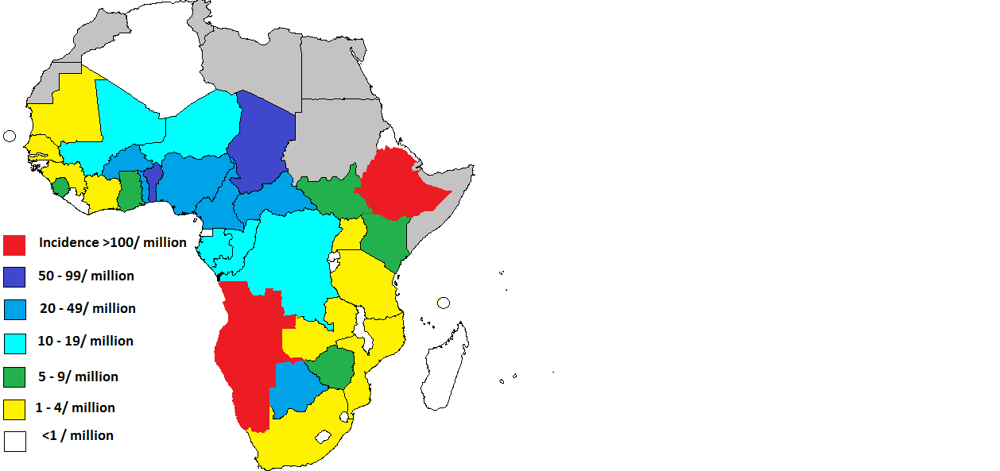 Incidence >100/ million
50 - 99/ million
20 - 49/ million
10 - 19/ million
5 - 9/ million
1 - 4/ million
<1 / million